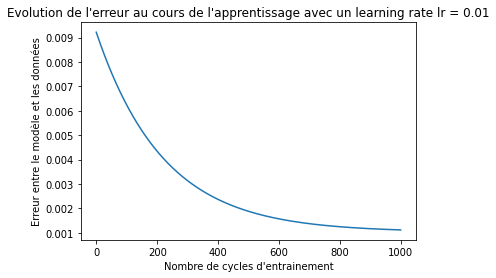 Evolution de l'erreur au cours de l'apprentissage avec un learning rate lr = 0.01
Erreur entre le modèle et les données
0.009
0.008
0.007
0.006
0.005
0.004
0.003
0.002
0.001
0 200 400 600 800 1000
Nombre de cycles d'entrainement